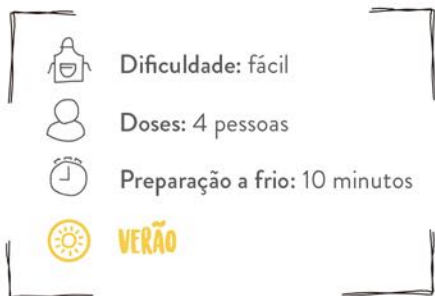 Dificuldade: fácil
Doses: 4 pessoas
Preparação a frio: 10 minutos
VERÃO